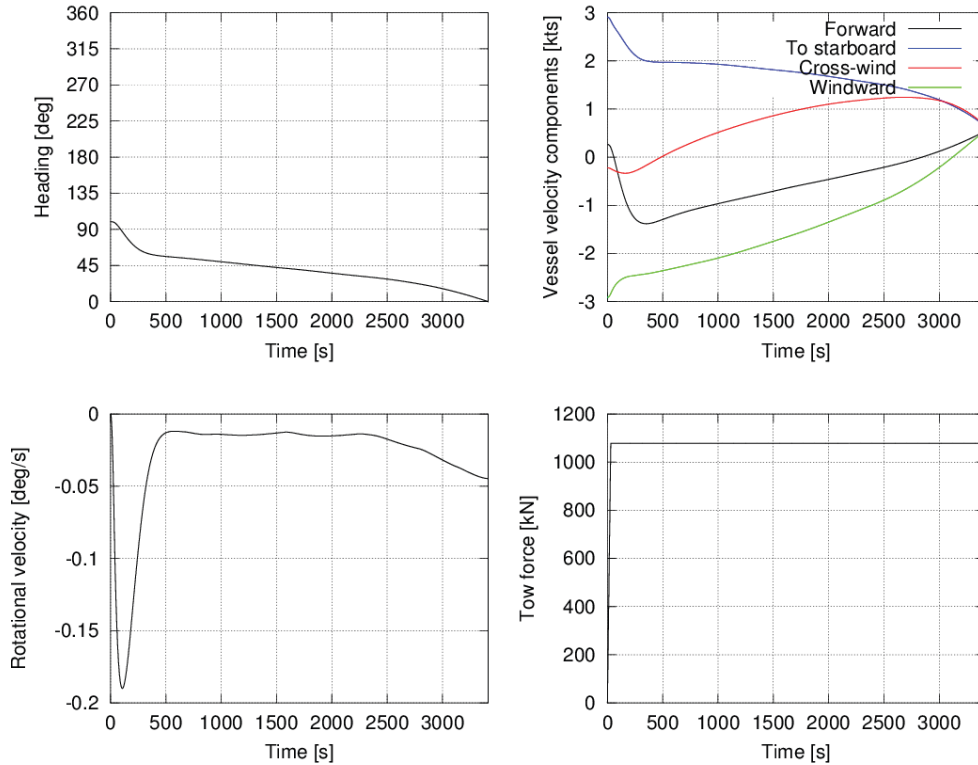 360
315
270
225
180
135
90
45
0
Heading [deg]
0 500 1000 1500 2000 2500 3000
Time [s]
3
2
1
0
-1
-2
-3
Vessel velocity components [kts]
Forward
To starboard
Cross-wind
Windward
0 500 1000 1500 2000 2500 3000
Time [s]
0
-0.05
-0.1
-0.15
-0.2
Rotational velocity [deg/s]
0 500 1000 1500 2000 2500 3000
Time [s]
1200
1000
800
600
400
200
0
Tow force [kN]
0 500 1000 1500 2000 2500 3000
Time [s]